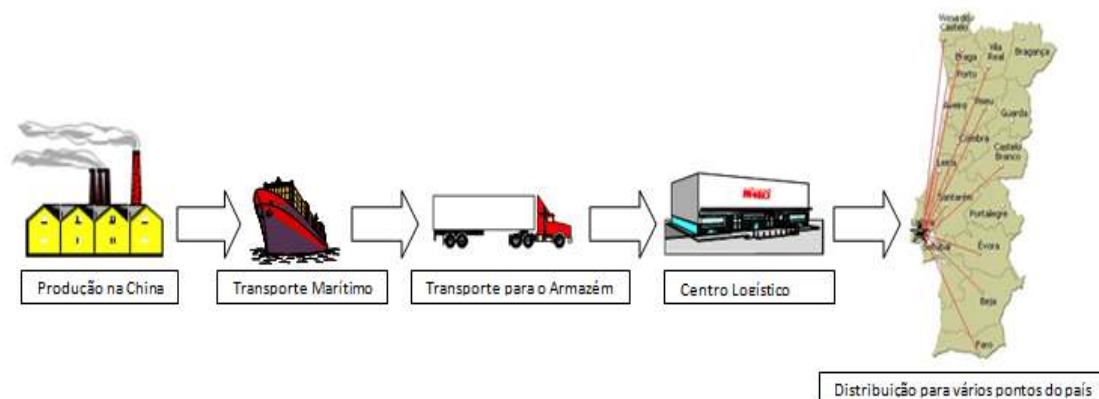 Viana do
Castelo
Braga
Vila
Real
Bragança
Porto
Aveiro
Viseu
Guarda
Coimbra
Castelo
Branco
Leiria
Santarém
Portalegre
Setúbal
Évora
Beja
Faro
Produção na China
Transporte Marítimo
Transporte para o Armazém
Centro Logístico
Distribuição para vários pontos do país